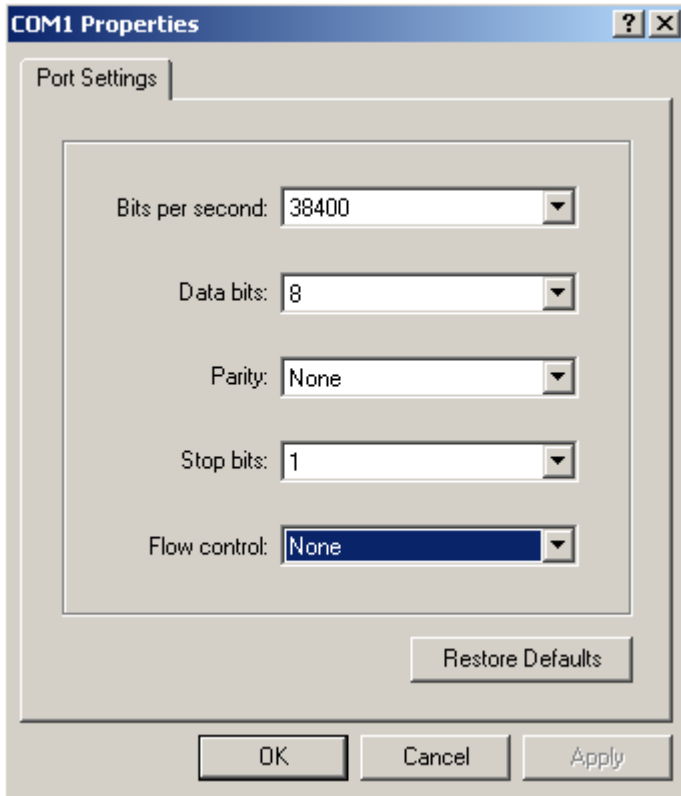 COM1 Properties
Port Settings
Bits per second: 38400
Data bits: 8
Parity: None
Stop bits: 1
Flow control: None
Restore Defaults
OK Cancel Apply